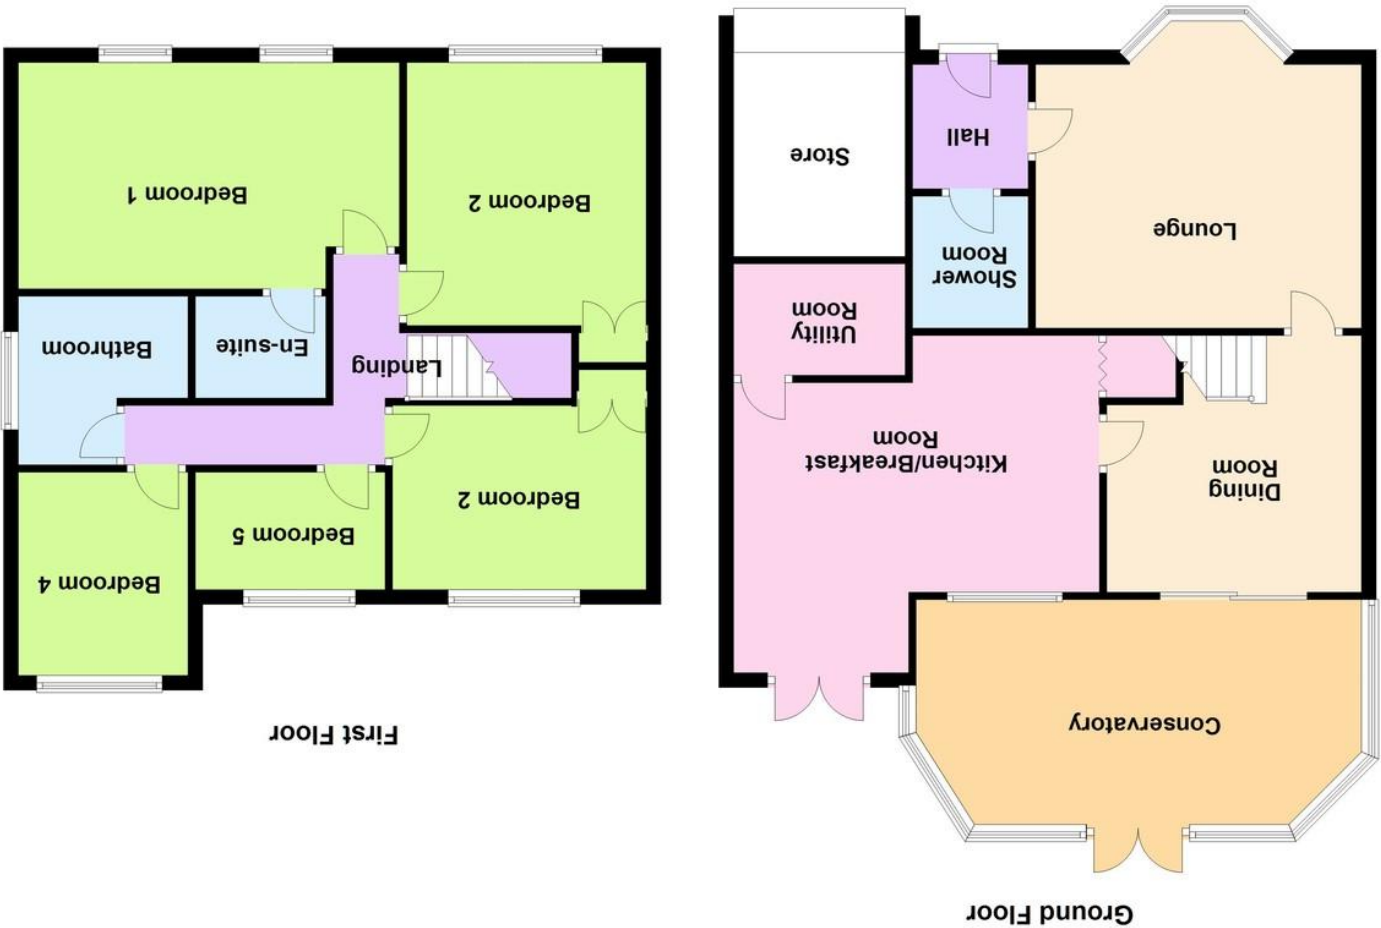 Ground Floor
Conservatory
Dining
Room
Kitchen/Breakfast
Room
Utility
Room
Shower
Room
Lounge
Store
Hall
First Floor
Bedroom 4
Bedroom 5
Bedroom 2
Landing
En-suite
Bathroom
Bedroom 2
Bedroom 1